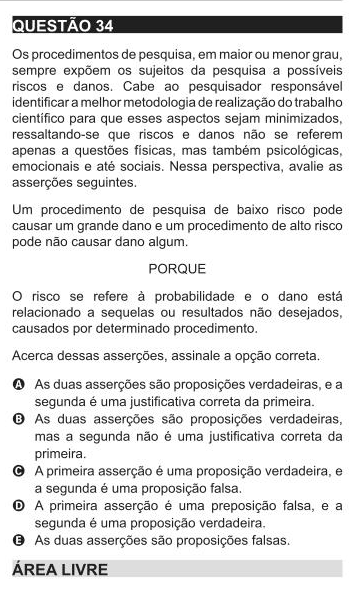 QUESTÃO 34
Os procedimentos de pesquisa, em maior ou menor grau,
sempre expõem os sujeitos da pesquisa a possíveis
riscos e danos. Cabe ao pesquisador responsável
identificar a melhor metodologia de realização do trabalho
científico para que esses aspectos sejam minimizados,
ressaltando-se que riscos e danos não se referem
apenas a questões físicas, mas também psicológicas,
emocionais e até sociais. Nessa perspectiva, avalie as
asserções seguintes.
Um procedimento de pesquisa de baixo risco pode
causar um grande dano e um procedimento de alto risco
pode não causar dano algum.
PORQUE
O risco se refere à probabilidade e o dano está
relacionado a sequelas ou resultados não desejados,
causados por determinado procedimento.
Acerca dessas asserções, assinale a opção correta.
A As duas asserções são proposições verdadeiras, e a
segunda é uma justificativa correta da primeira.
B As duas asserções são proposições verdadeiras,
mas a segunda não é uma justificativa correta da
primeira.
C A primeira asserção é uma proposição verdadeira, e
a segunda é uma proposição falsa.
D A primeira asserção é uma preposição falsa, e a
segunda é uma proposição verdadeira.
E As duas asserções são proposições falsas.
ÁREA LIVRE